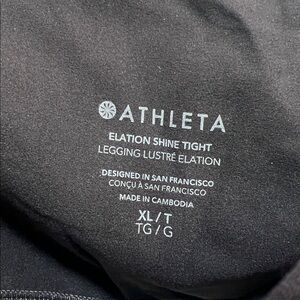 ATHLETA
ELATION SHINE TIGHT
LEGGING LUSTRÉ ELATION
DESIGNED IN SAN FRANCISCO
CONÇU À SAN FRANCISCO
MADE IN CAMBODIA
XL / T
TG / G